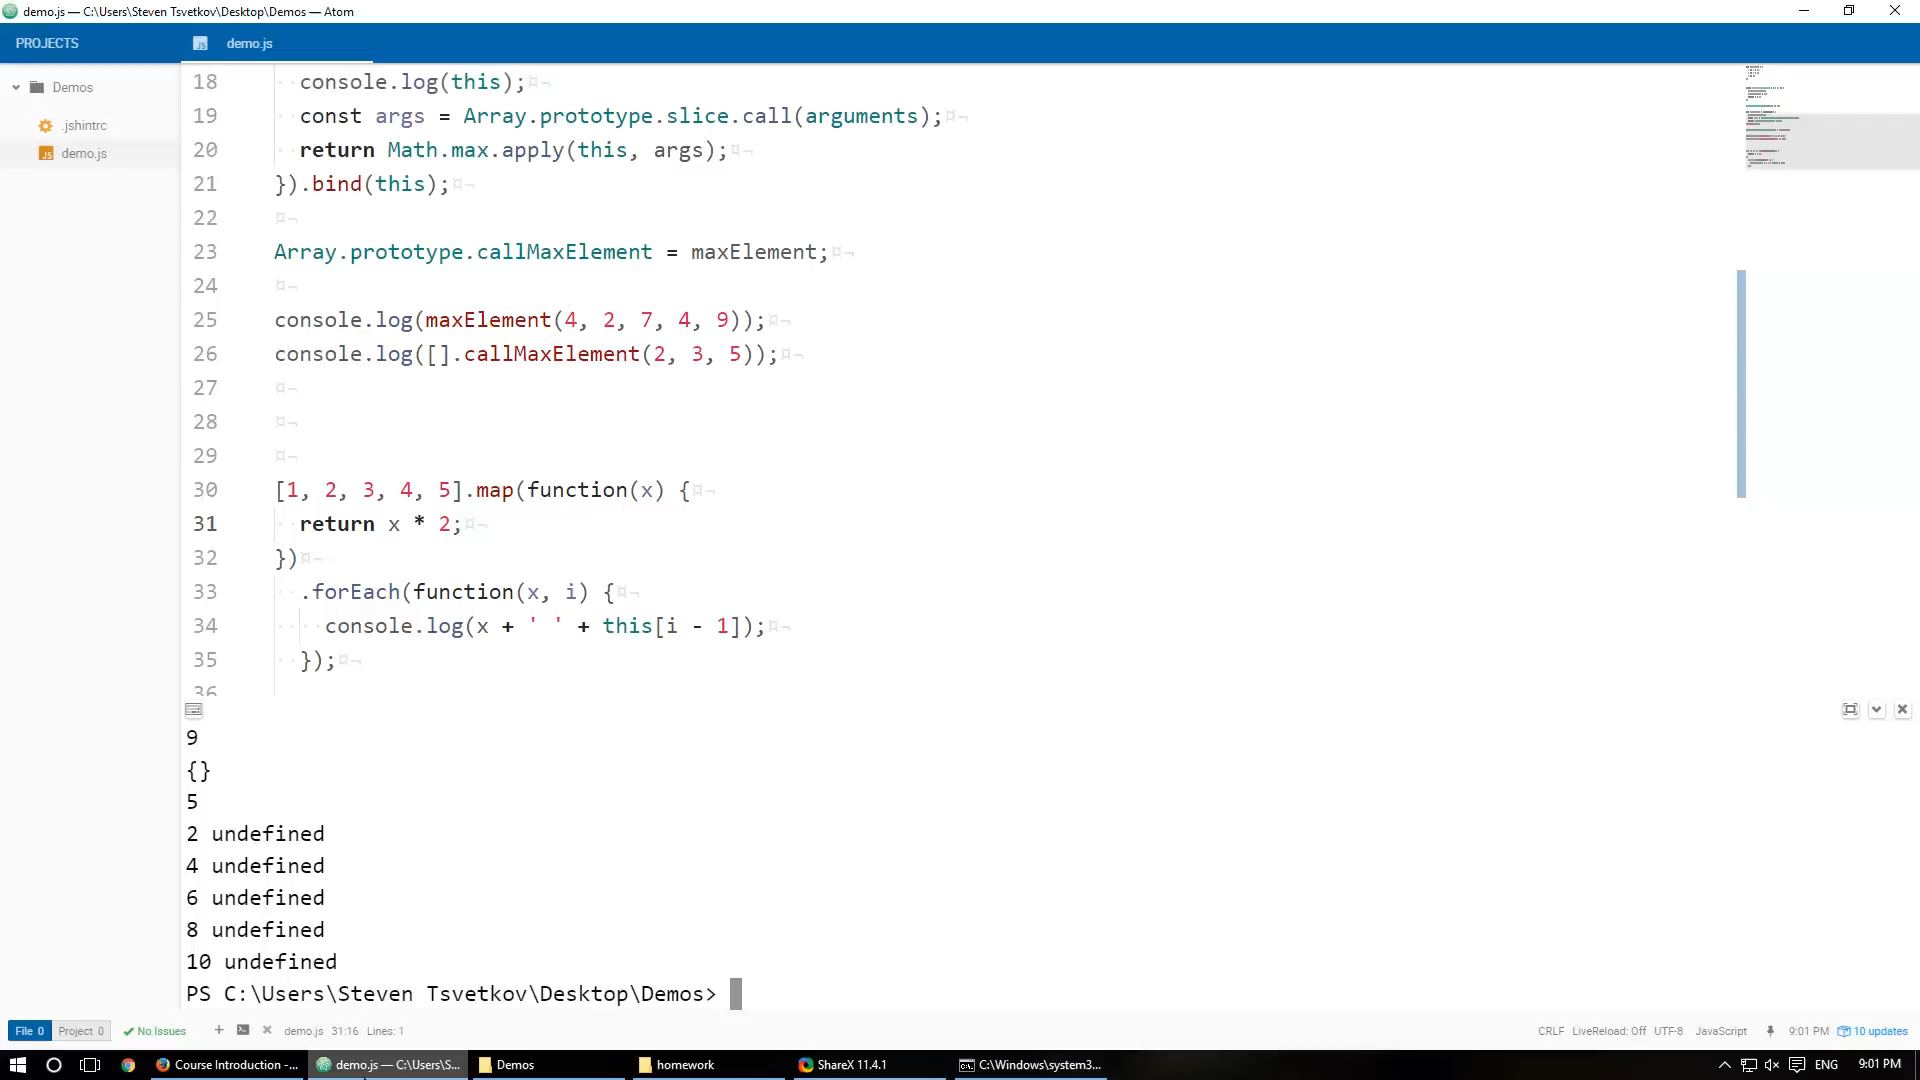 demo.js — C:\Users\Steven Tsvetkov\Desktop\Demos — Atom
PROJECTS
demo.js
Demos
.jshintrc
demo.js
18 console.log(this);
19 const args = Array.prototype.slice.call(arguments);
20 return Math.max.apply(this, args);
21 }).bind(this);
22
23 Array.prototype.callMaxElement = maxElement;
24
25 console.log(maxElement(4, 2, 7, 4, 9));
26 console.log([].callMaxElement(2, 3, 5));
27
28
29
30 [1, 2, 3, 4, 5].map(function(x) {
31 return x * 2;
32 })
33 .forEach(function(x, i) {
34 console.log(x + ' ' + this[i - 1]);
35 });
36
9
{}
5
2 undefined
4 undefined
6 undefined
8 undefined
10 undefined
PS C:\Users\Steven Tsvetkov\Desktop\Demos>
File 0 Project 0 No Issues demo.js 31:16 Lines: 1 CRLF LiveReload: Off UTF-8 JavaScript 9:01 PM 10 updates
Course Introduction -... demo.js — C:\Users\S... Demos homework ShareX 11.4.1 C:\Windows\system3... ENG 9:01 PM